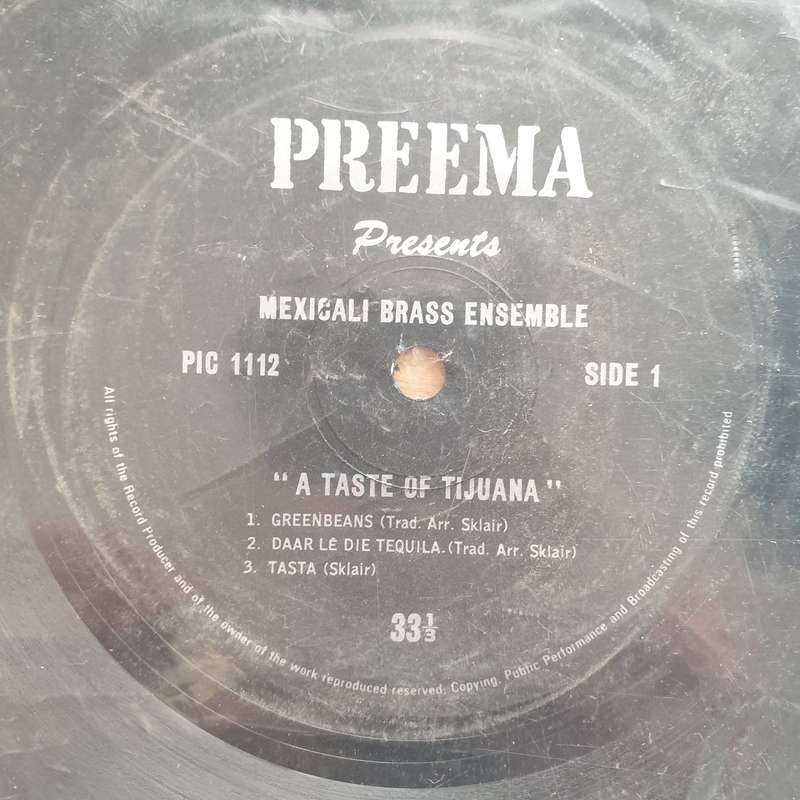 PREEMA
Presents
MEXICALI BRASS ENSEMBLE
PIC 1112
SIDE 1
"A TASTE OF TIJUANA"
1. GREENBEANS (Trad. Arr. Sklair)
2. DAAR LÊ DIE TEQUILA.(Trad. Arr. Sklair)
3. TASTA (Sklair)
33⅓
All rights of the Record Producer and of the owner of the work reproduced reserved. Copying, Public Performance and Broadcasting of this record prohibited